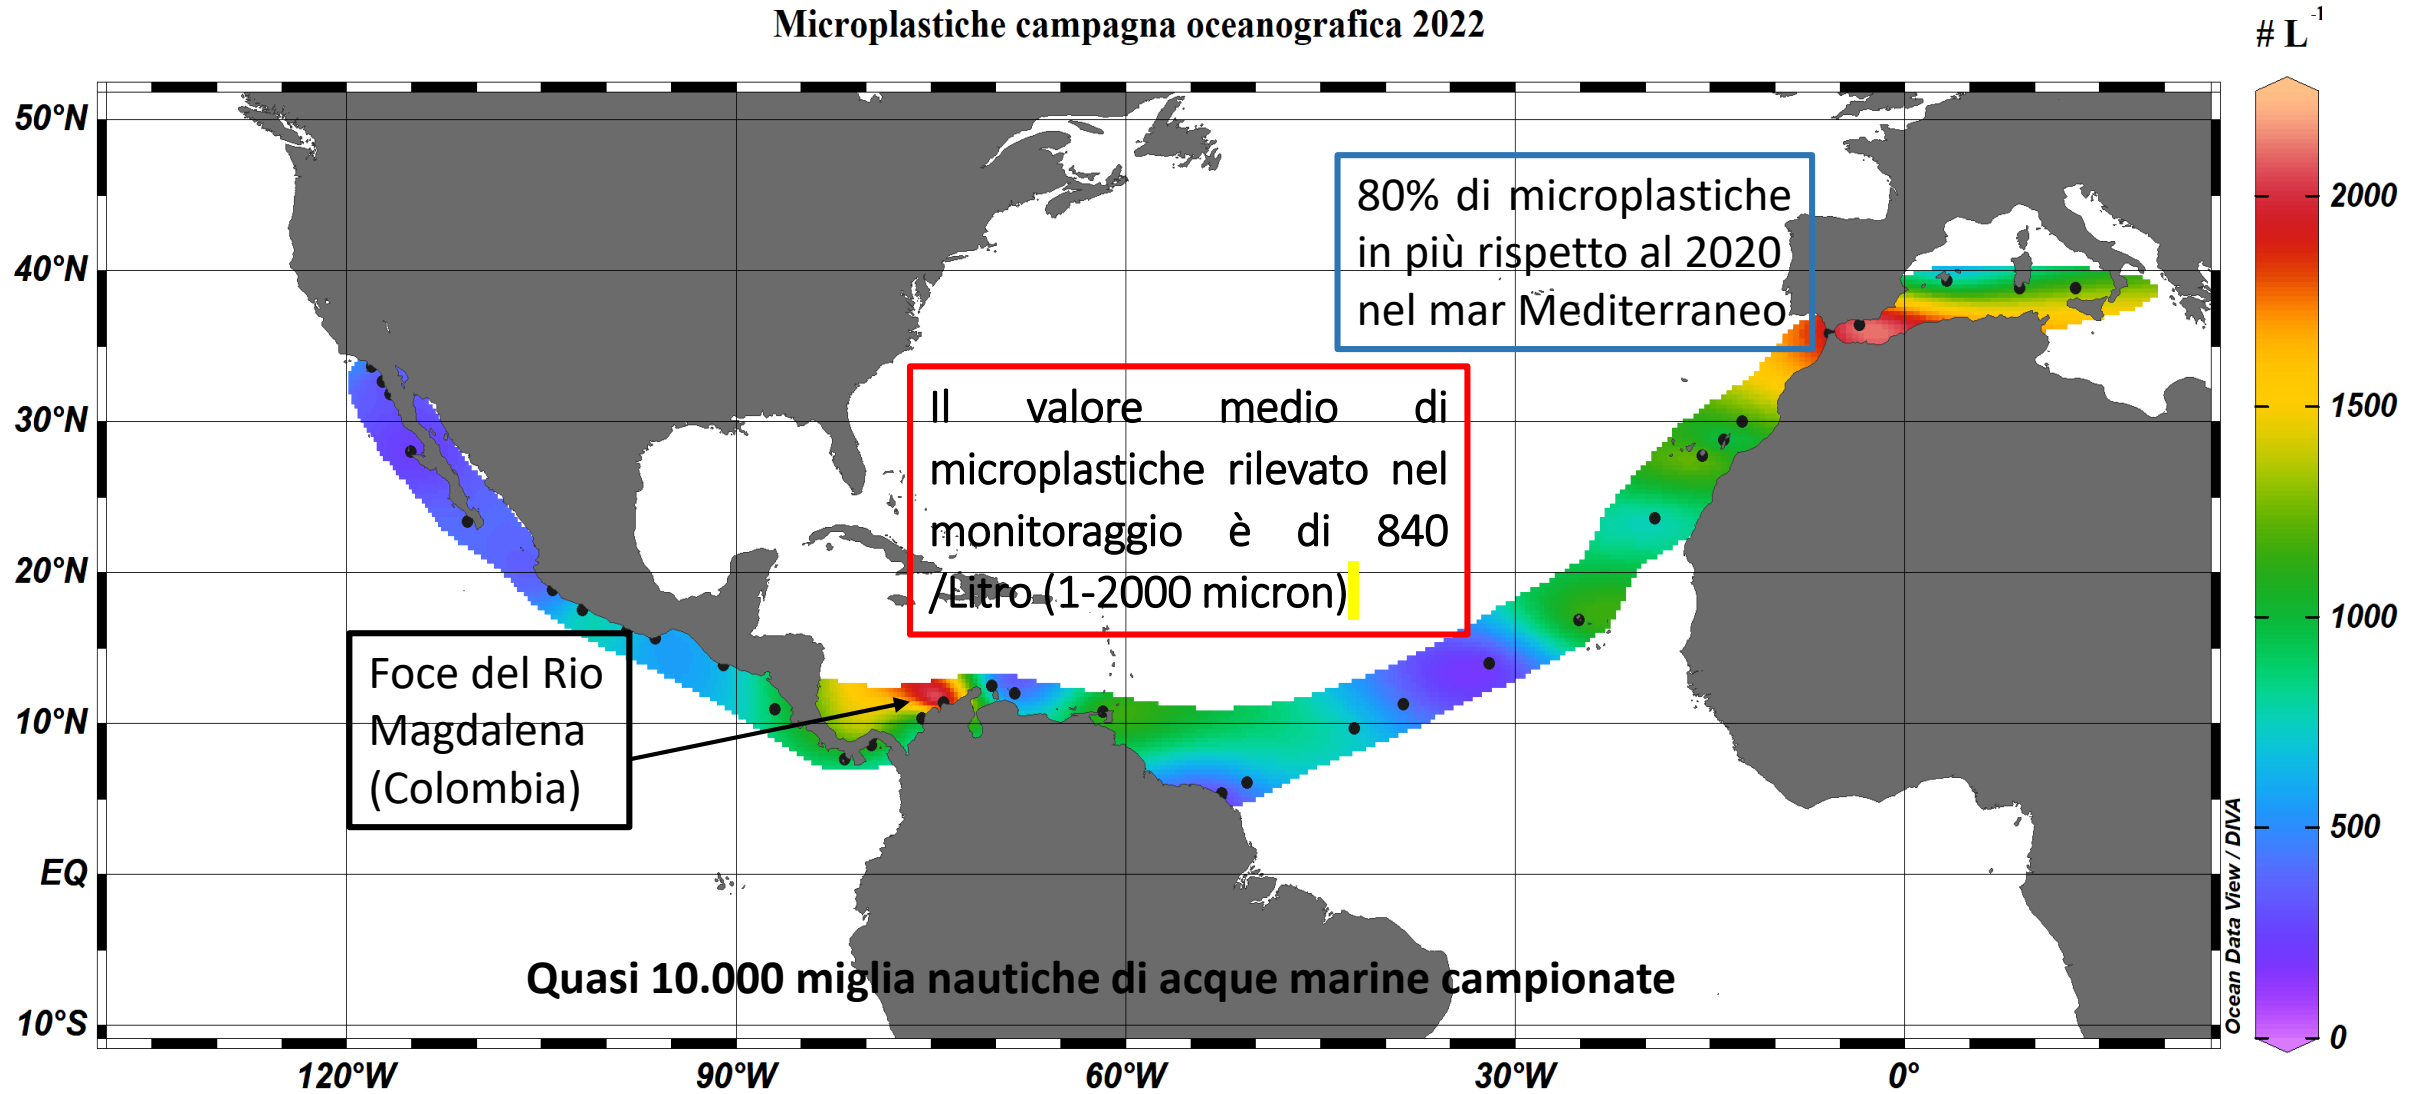 Microplastiche campagna oceanografica 2022
# L-1
50°N
40°N
30°N
20°N
10°N
EQ
10°S
80% di microplastiche
in più rispetto al 2020
nel mar Mediterraneo
Il valore medio di
microplastiche rilevato nel
monitoraggio è di 840
/Litro (1-2000 micron)
Foce del Rio
Magdalena
(Colombia)
Quasi 10.000 miglia nautiche di acque marine campionate
120°W
90°W
60°W
30°W
0°
2000
1500
1000
500
0
Ocean Data View / DIVA